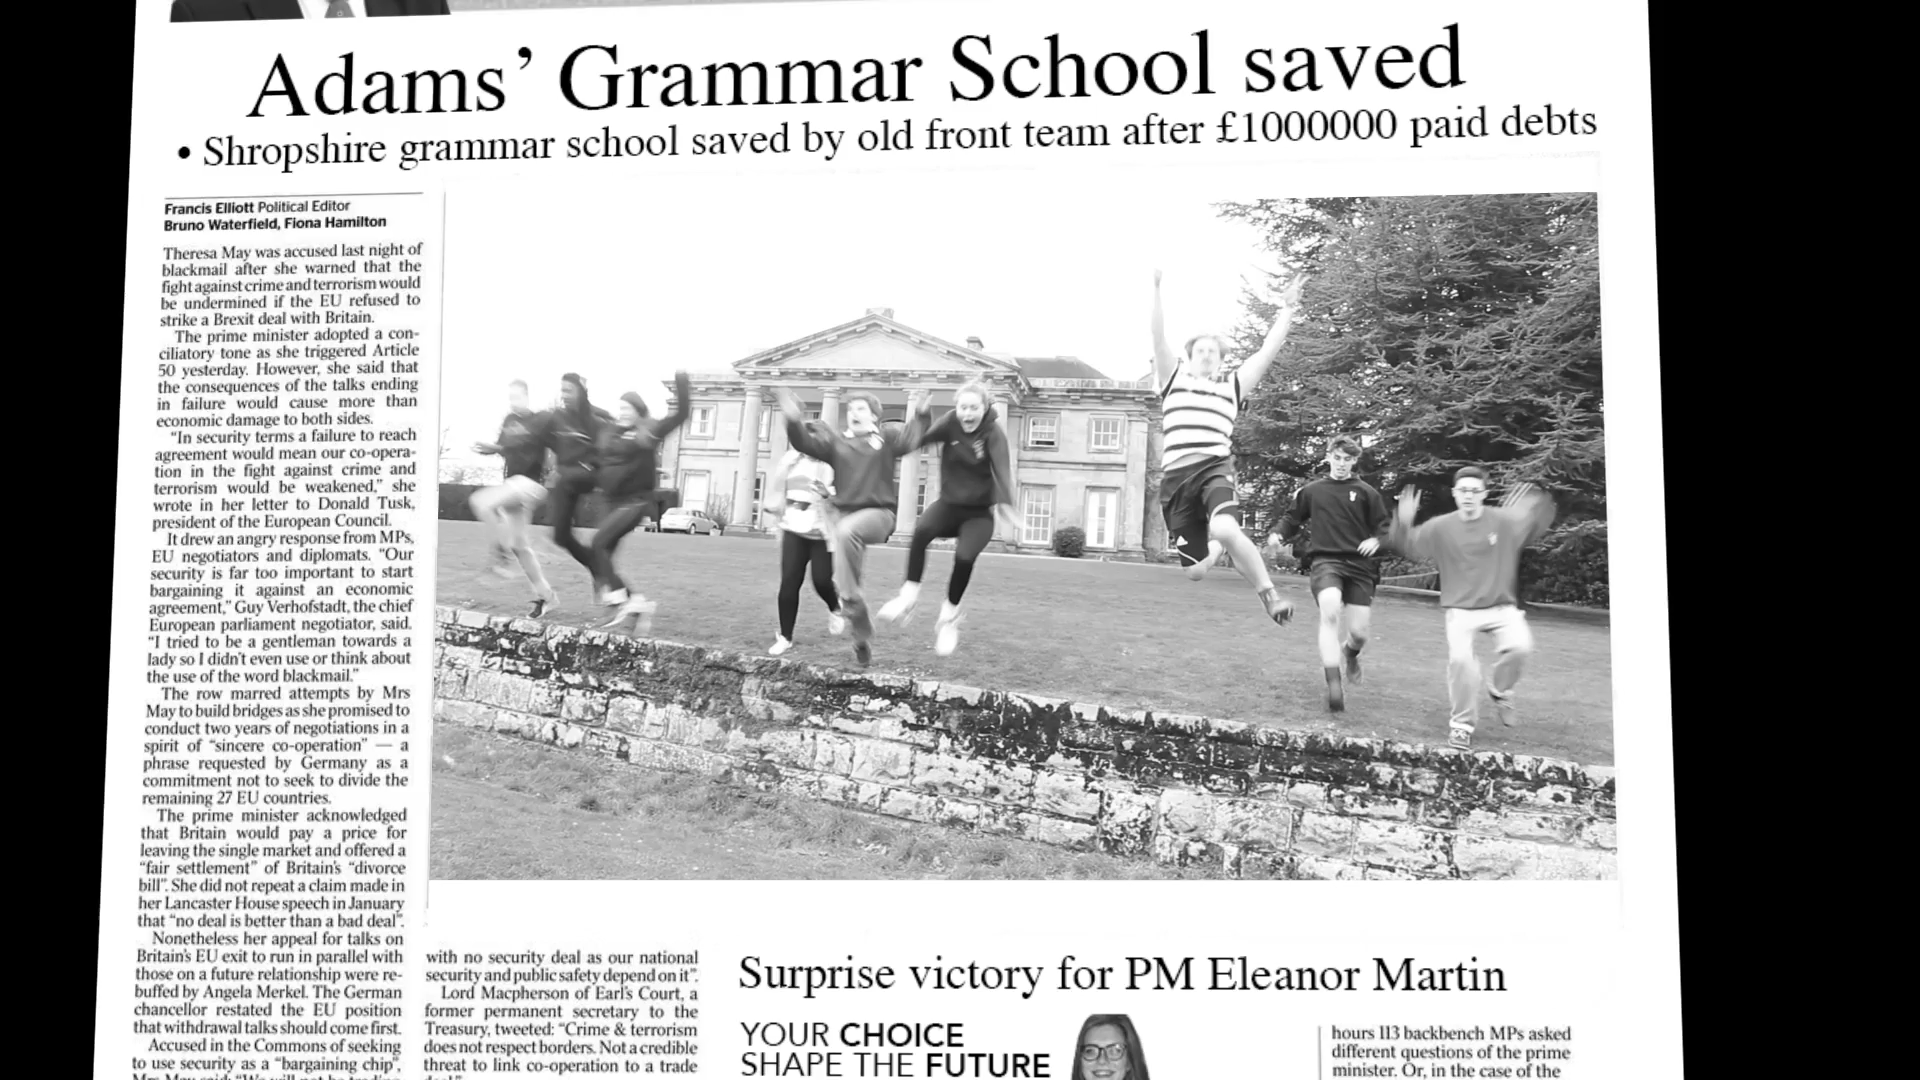 Adams’ Grammar School saved
• Shropshire grammar school saved by old front team after £1000000 paid debts
Francis Elliott Political Editor
Bruno Waterfield, Fiona Hamilton
Theresa May was accused last night of
blackmail after she warned that the
fight against crime and terrorism would
be undermined if the EU refused to
strike a Brexit deal with Britain.
The prime minister adopted a con-
ciliatory tone as she triggered Article
50 yesterday. However, she said that
the consequences of the talks ending
in failure would cause more than
economic damage to both sides.
“In security terms a failure to reach
agreement would mean our co-opera-
tion in the fight against crime and
terrorism would be weakened,” she
wrote in her letter to Donald Tusk,
president of the European Council.
It drew an angry response from MPs,
EU negotiators and diplomats. “Our
security is far too important to start
bargaining it against an economic
agreement,” Guy Verhofstadt, the chief
European parliament negotiator, said.
“I tried to be a gentleman towards a
lady so I didn’t even use or think about
the use of the word blackmail.”
The row marred attempts by Mrs
May to build bridges as she promised to
conduct two years of negotiations in a
spirit of “sincere co-operation” — a
phrase requested by Germany as a
commitment not to seek to divide the
remaining 27 EU countries.
The prime minister acknowledged
that Britain would pay a price for
leaving the single market and offered a
“fair settlement” of Britain’s “divorce
bill”. She did not repeat a claim made in
her Lancaster House speech in January
that “no deal is better than a bad deal”.
Nonetheless her appeal for talks on
Britain’s EU exit to run in parallel with
those on a future relationship were re-
buffed by Angela Merkel. The German
chancellor restated the EU position
that withdrawal talks should come first.
Accused in the Commons of seeking
to use security as a “bargaining chip”,
with no security deal as our national
security and public safety depend on it”.
Lord Macpherson of Earl’s Court, a
former permanent secretary to the
Treasury, tweeted: “Crime & terrorism
does not respect borders. Not a credible
threat to link co-operation to a trade
Surprise victory for PM Eleanor Martin
YOUR CHOICE
SHAPE THE FUTURE
hours 113 backbench MPs asked
different questions of the prime
minister. Or, in the case of the